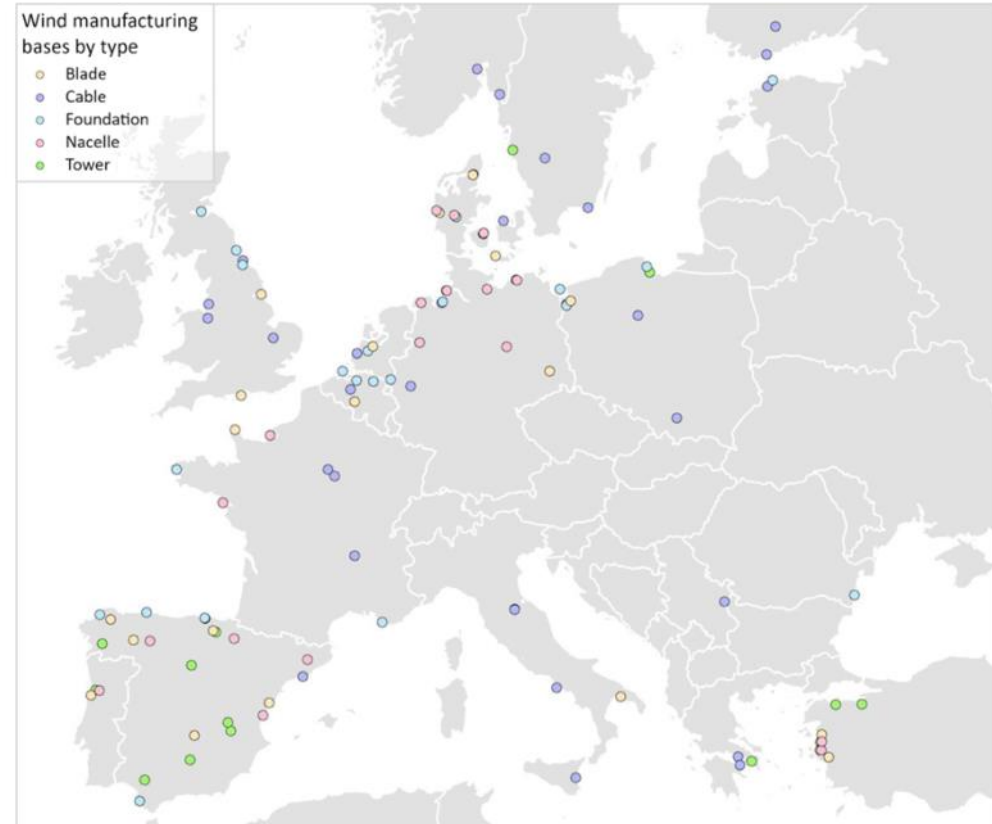 Wind manufacturing
bases by type
Blade
Cable
Foundation
Nacelle
Tower